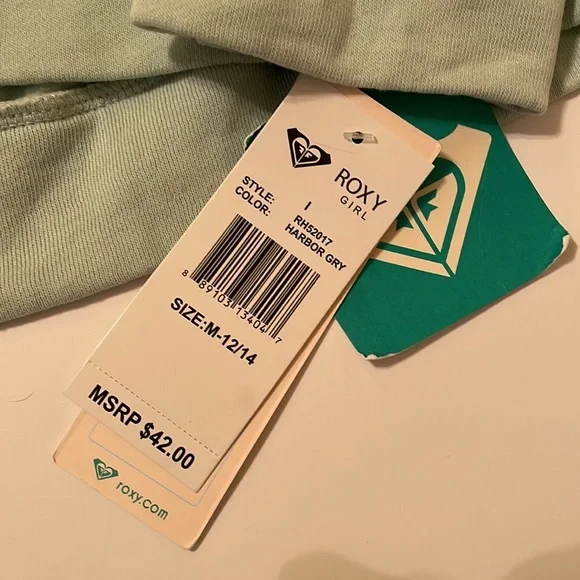 ROXY
GIRL
I
STYLE: RH52017
COLOR: HARBOR GRY
8 89103 13404 7
SIZE:M-12/14
MSRP $42.00
roxy.com